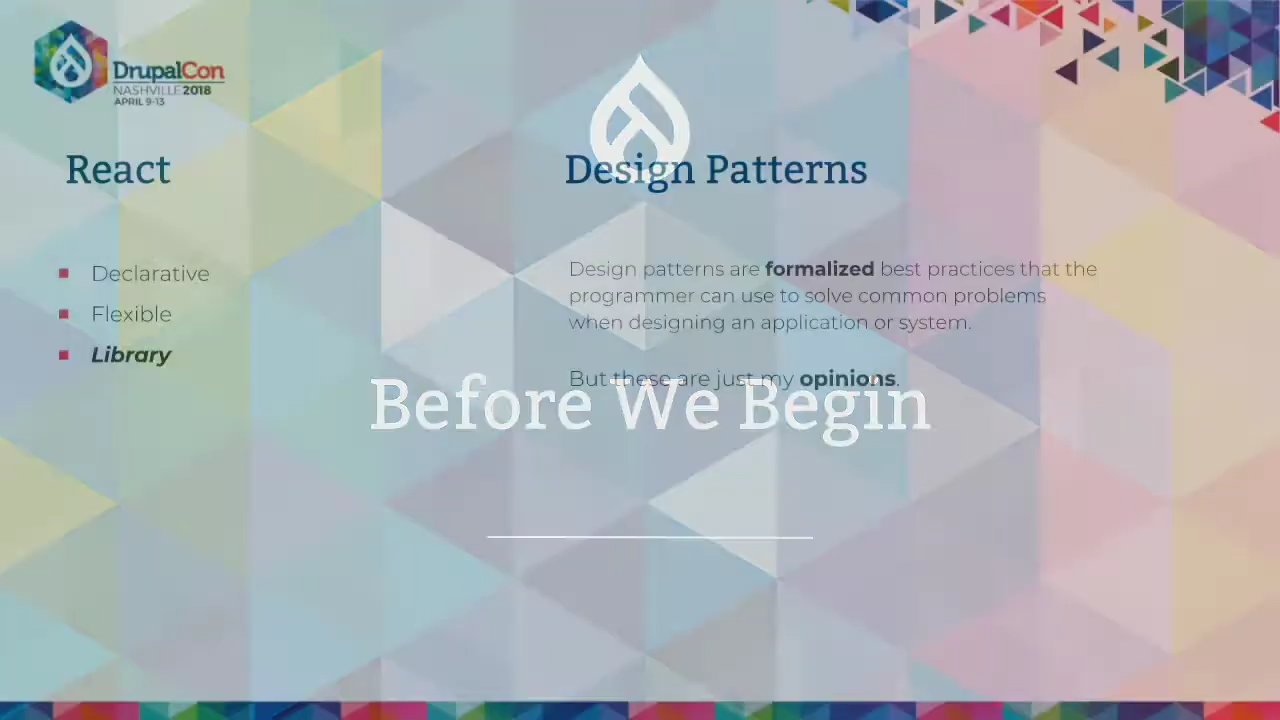 DrupalCon
NASHVILLE 2018
APRIL 9-13
React
Declarative
Flexible
Library
Design Patterns
Design patterns are formalized best practices that the
programmer can use to solve common problems
when designing an application or system.
But these are just my opinions.
Before We Begin